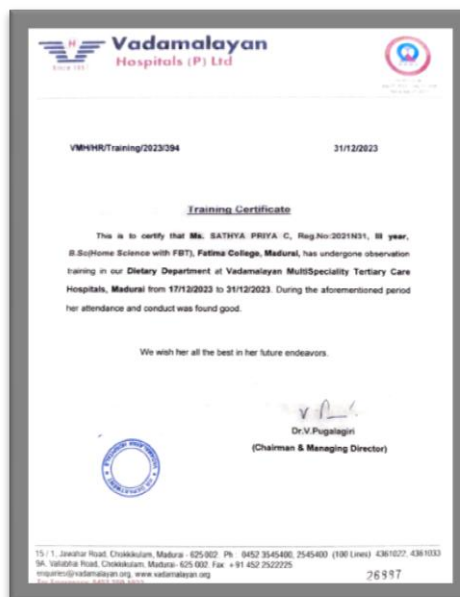 H
Since 1957
Vadamalayan
Hospitals (P) Ltd
VMH/HR/Training/2023/394 31/12/2023
Training Certificate
This is to certify that Ms. SATHYA PRIYA C, Reg.No:2021N31, III year,
B.Sc(Home Science with FBT), Fatima College, Madurai, has undergone observation
training in our Dietary Department at Vadamalayan MultiSpeciality Tertiary Care
Hospitals, Madurai from 17/12/2023 to 31/12/2023. During the aforementioned period
her attendance and conduct was found good.
We wish her all the best in her future endeavors.
Dr.V.Pugalagiri
(Chairman & Managing Director)
15 / 1, Jawahar Road, Chokkikulam, Madurai - 625 002. Ph : 0452 3545400, 2545400 (100 Lines) 4361027, 4361033
9A, Vallabhai Road, Chokkikulam, Madurai- 625 002. Fax : + 91 452 2522225
enquiries@vadamalayan.org, www.vadamalayan.org
26997